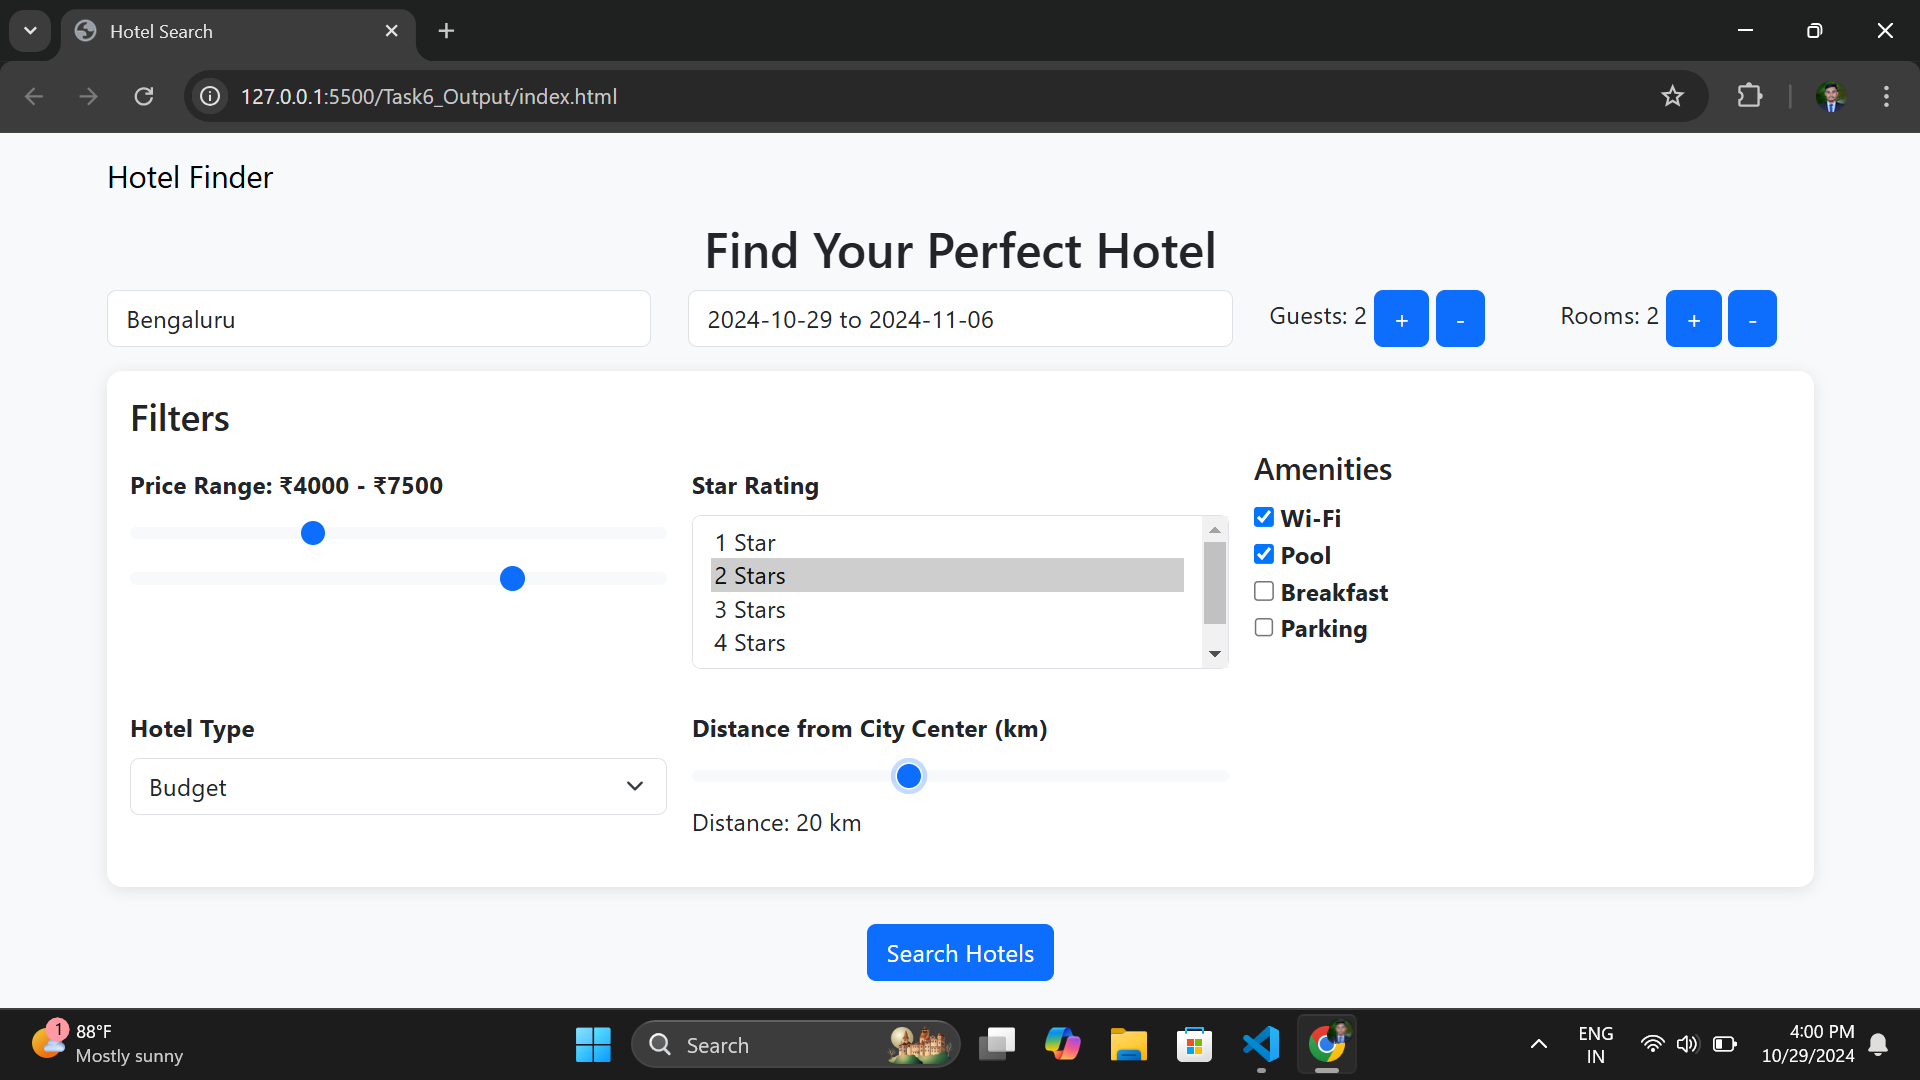 Hotel Search
127.0.0.1:5500/Task6_Output/index.html
Hotel Finder
Find Your Perfect Hotel
Bengaluru
2024-10-29 to 2024-11-06
Guests: 2 + -
Rooms: 2 + -
Filters
Price Range: ₹4000 - ₹7500
Star Rating
1 Star
2 Stars
3 Stars
4 Stars
Amenities
Wi-Fi
Pool
Breakfast
Parking
Hotel Type
Budget
Distance from City Center (km)
Distance: 20 km
Search Hotels
1
88°F
Mostly sunny
Search
ENG
IN
4:00 PM
10/29/2024